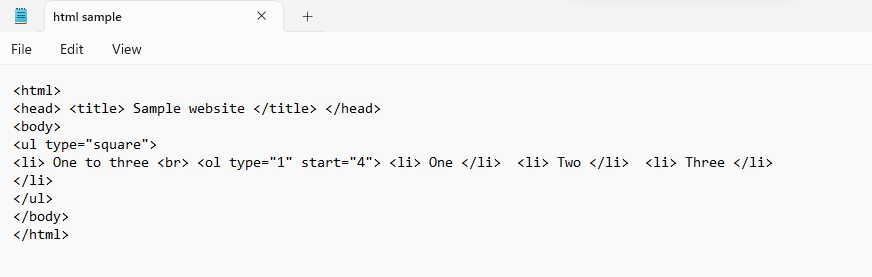 html sample
File Edit View
<html>
<head> <title> Sample website </title> </head>
<body>
<ul type="square">
<li> One to three <br> <ol type="1" start="4"> <li> One </li>  <li> Two </li>  <li> Three </li>
</li>
</ul>
</body>
</html>